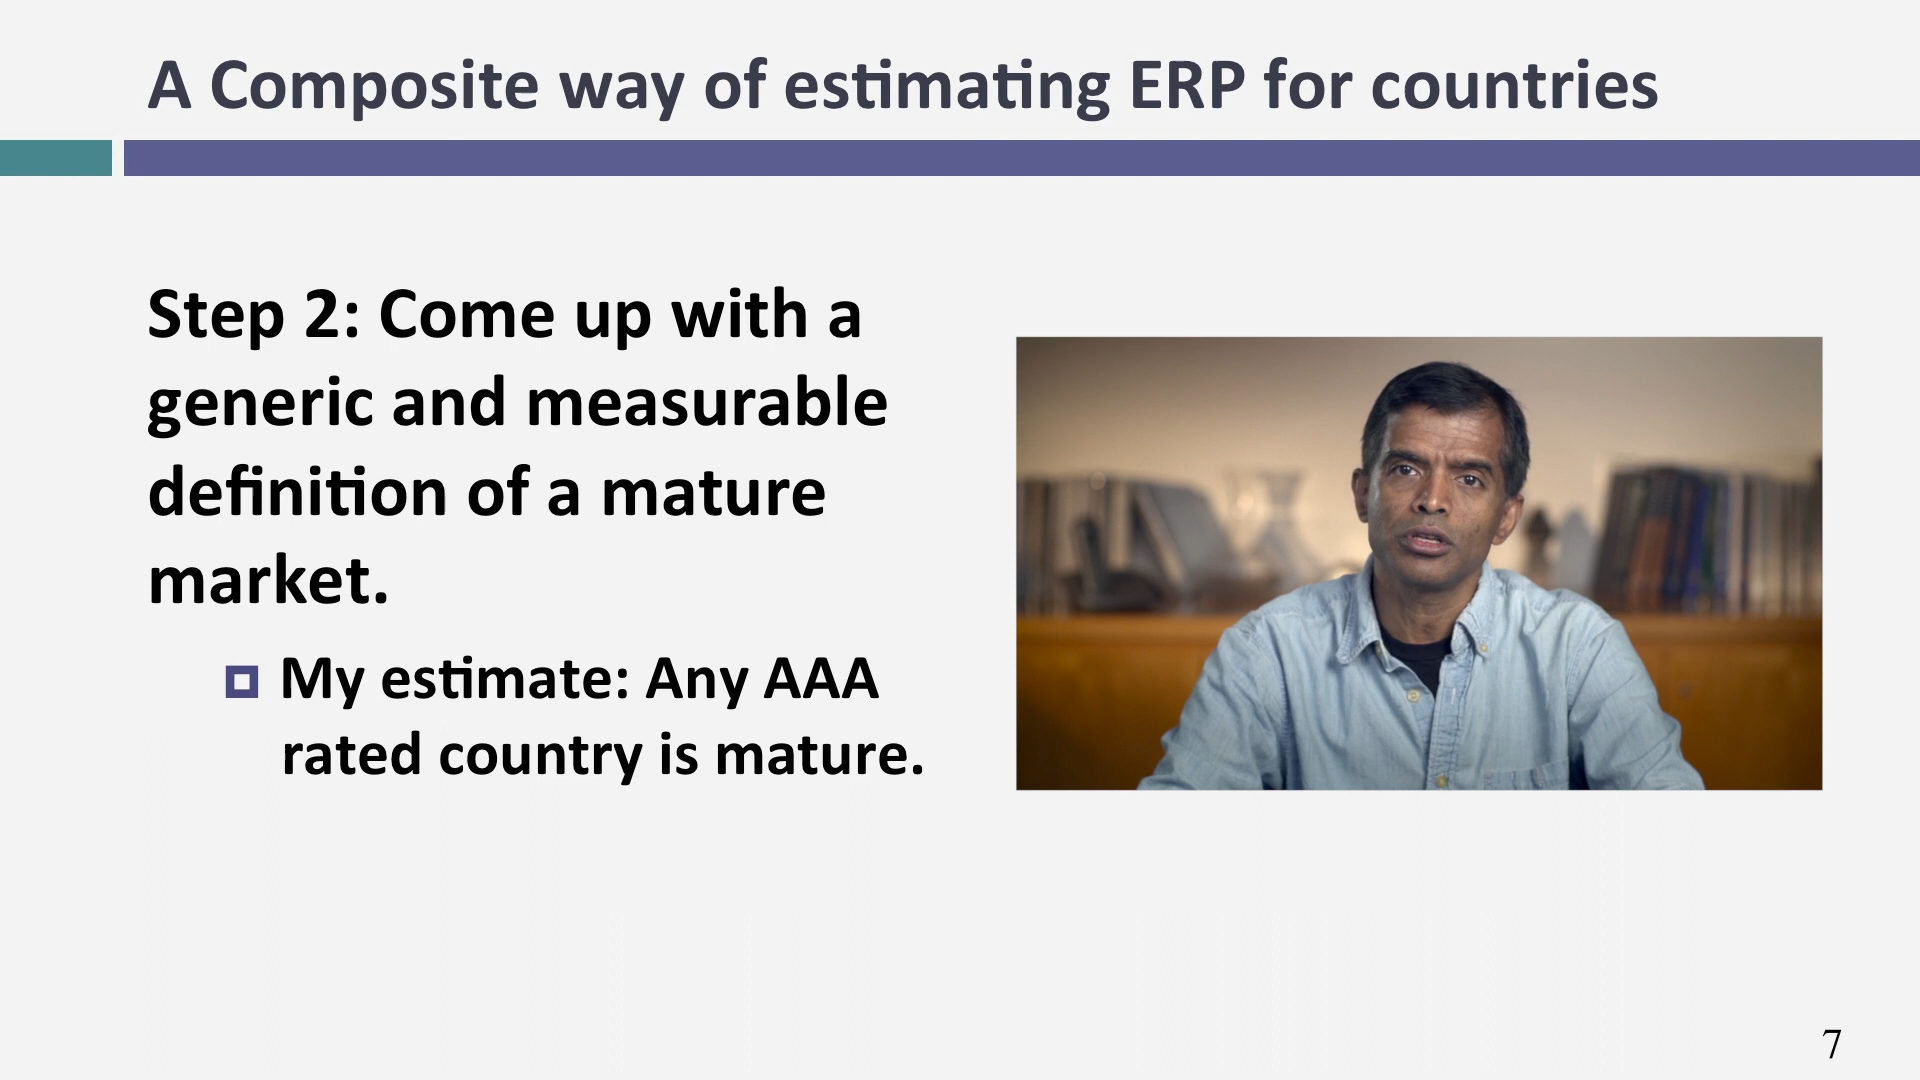 A Composite way of estimating ERP for countries
Step 2: Come up with a
generic and measurable
definition of a mature
market.
My estimate: Any AAA
rated country is mature.
7